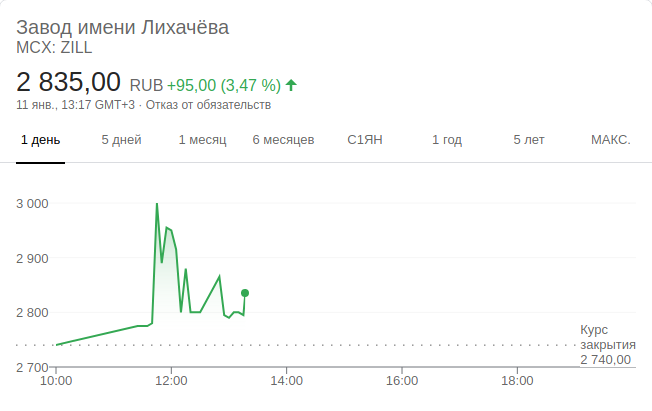 Завод имени Лихачёва
MCX: ZILL
2 835,00 RUB +95,00 (3,47 %)
11 янв., 13:17 GMT+3 · Отказ от обязательств
1 день 5 дней 1 месяц 6 месяцев С1ЯН 1 год 5 лет МАКС.
3 000
2 900
2 800
Курс
закрытия
2 740,00
2 700
10:00 12:00 14:00 16:00 18:00